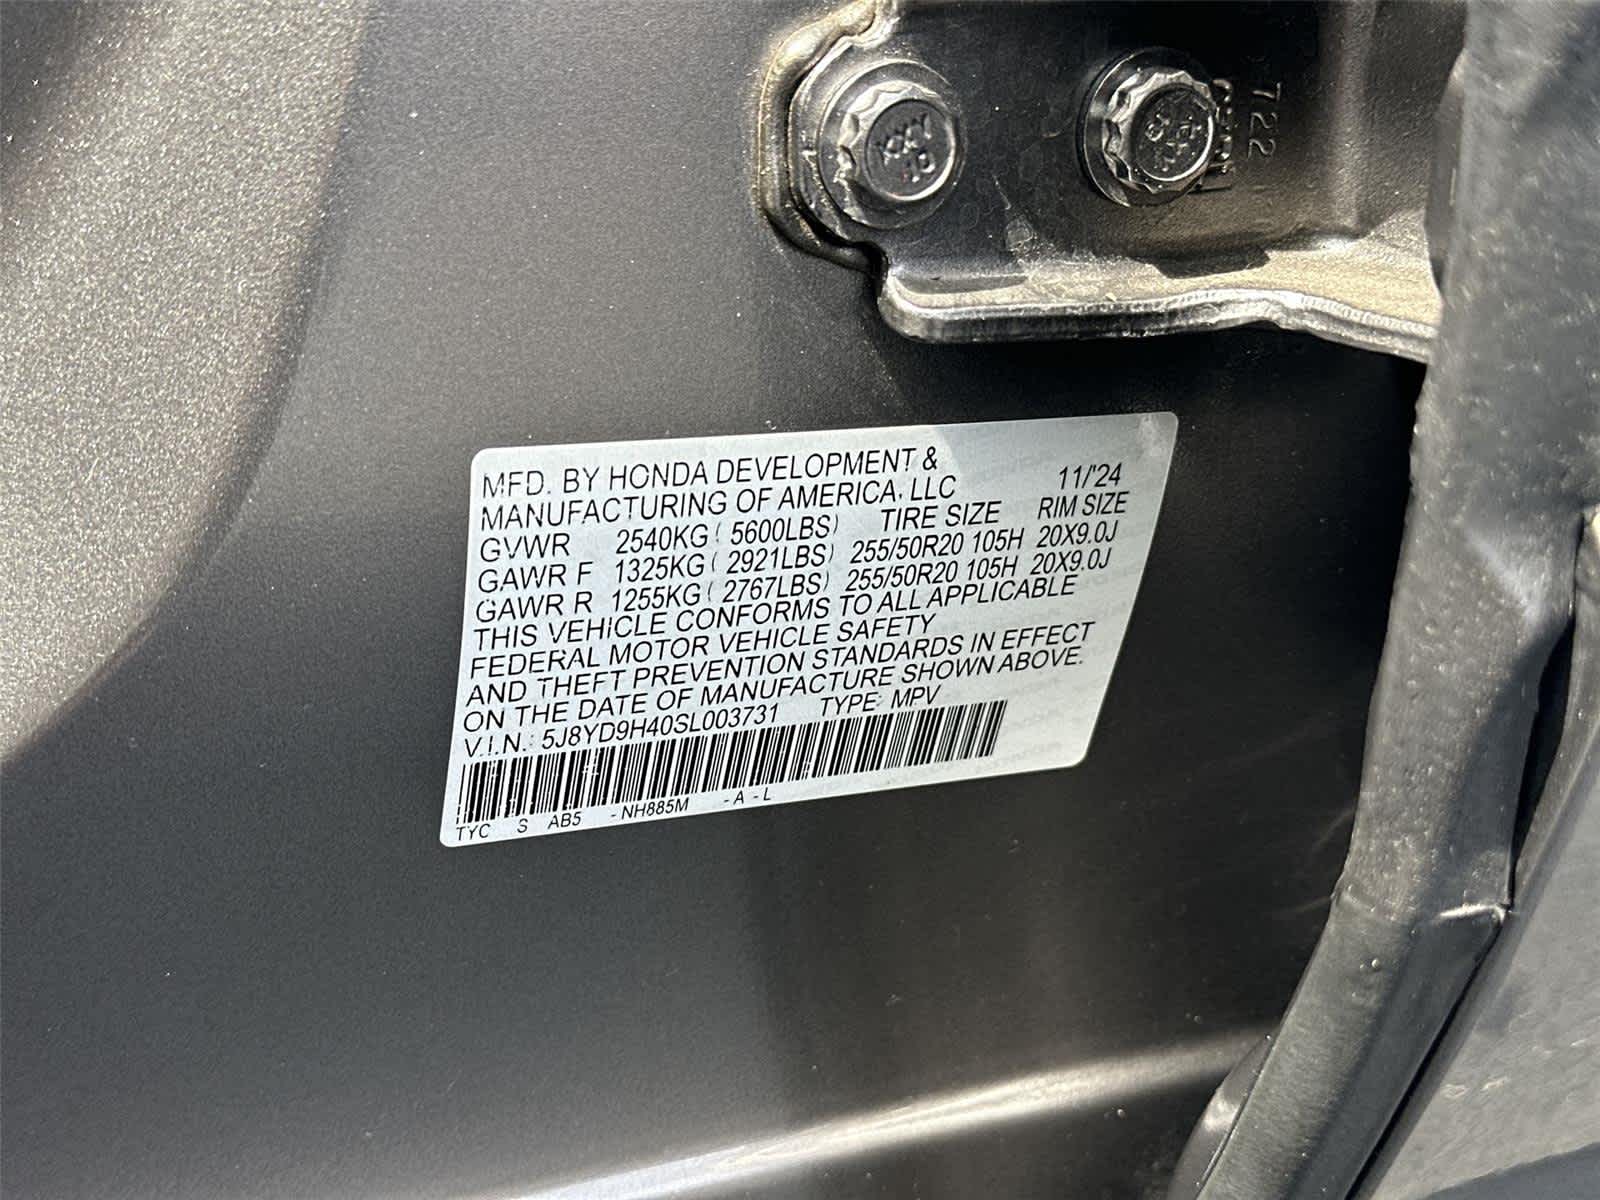 KXY
10
722
MFD. BY HONDA DEVELOPMENT &
MANUFACTURING OF AMERICA, LLC 11/'24
GVWR 2540KG ( 5600LBS) TIRE SIZE RIM SIZE
GAWR F 1325KG ( 2921LBS) 255/50R20 105H 20X9.0J
GAWR R 1255KG ( 2767LBS) 255/50R20 105H 20X9.0J
THIS VEHICLE CONFORMS TO ALL APPLICABLE
FEDERAL MOTOR VEHICLE SAFETY
AND THEFT PREVENTION STANDARDS IN EFFECT
ON THE DATE OF MANUFACTURE SHOWN ABOVE.
V.I.N.: 5J8YD9H40SL003731 TYPE: MPV
TYC S AB5 - NH885M - A - L